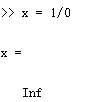 >> x = 1/0
x =
Inf